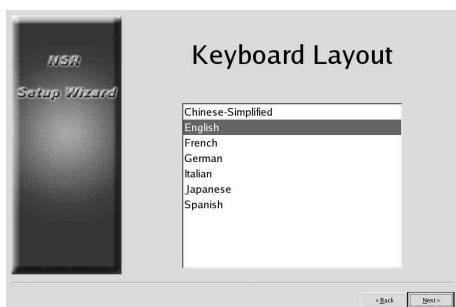 NSR
Setup Wizard
Keyboard Layout
Chinese-Simplified
English
French
German
Italian
Japanese
Spanish
< Back
Next >